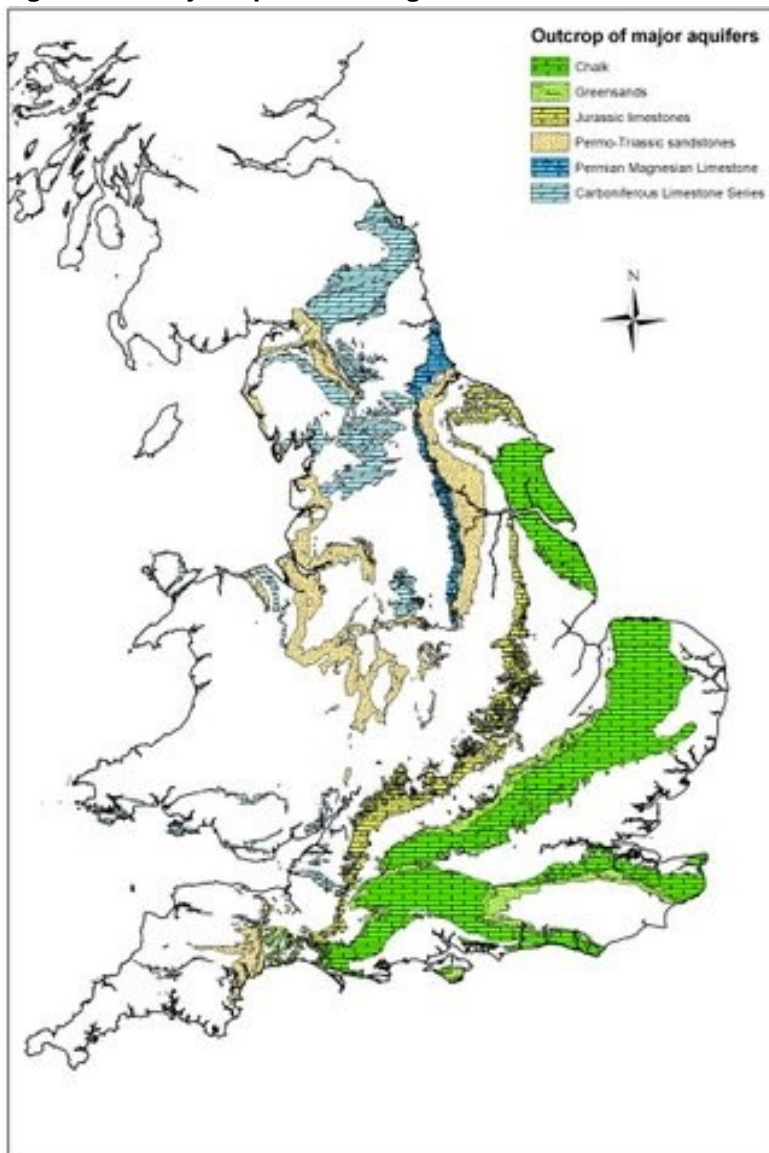 Outcrop of major aquifers
Chalk
Greensands
Jurassic limestones
Permo-Triassic sandstones
Permian Magnesian Limestone
Carboniferous Limestone Series
N